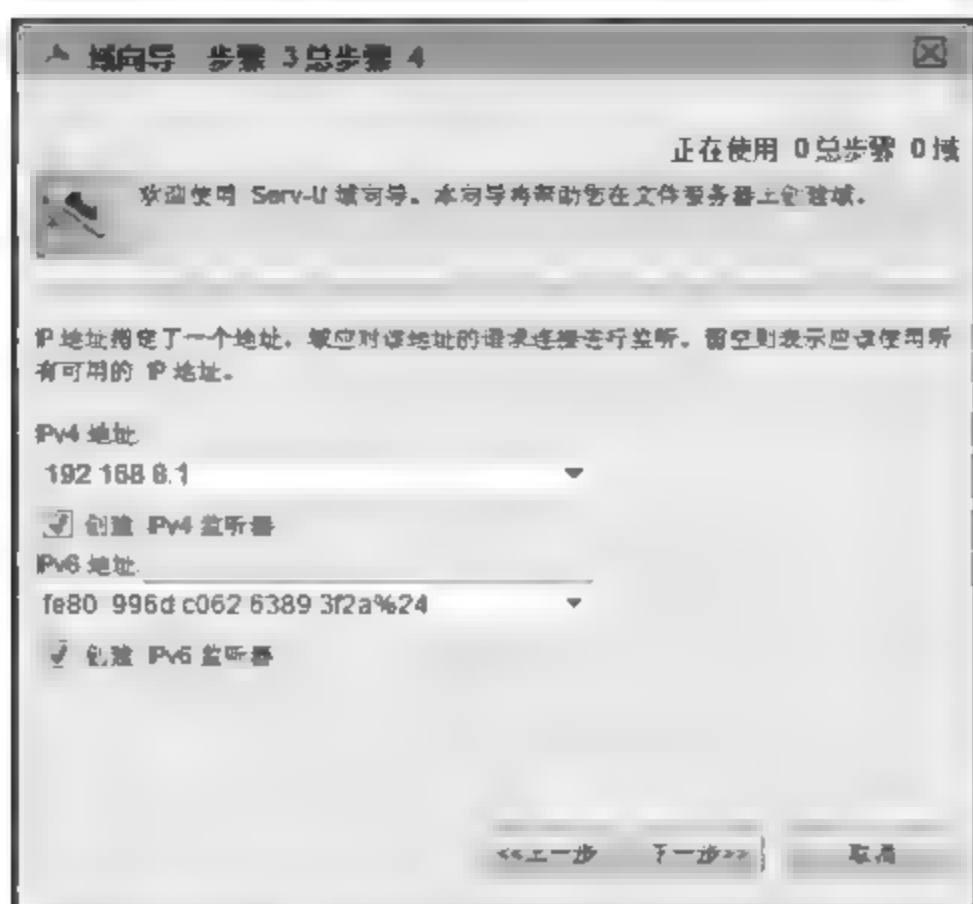 域向导 步骤 3总步骤 4
正在使用 0总步骤 0域
欢迎使用 Serv-U 域向导。本向导将帮助您在文件服务器上创建域。
IP 地址指定了一个地址，域应对该地址的请求连接进行监听。留空则表示应该使用所
有可用的 IP 地址。
IPv4 地址
192 168 8.1
创建 IPv4 监听器
IPv6 地址
fe80 996d c062 6389 3f2a%24
创建 IPv6 监听器
<<上一步 下一步>> 取消